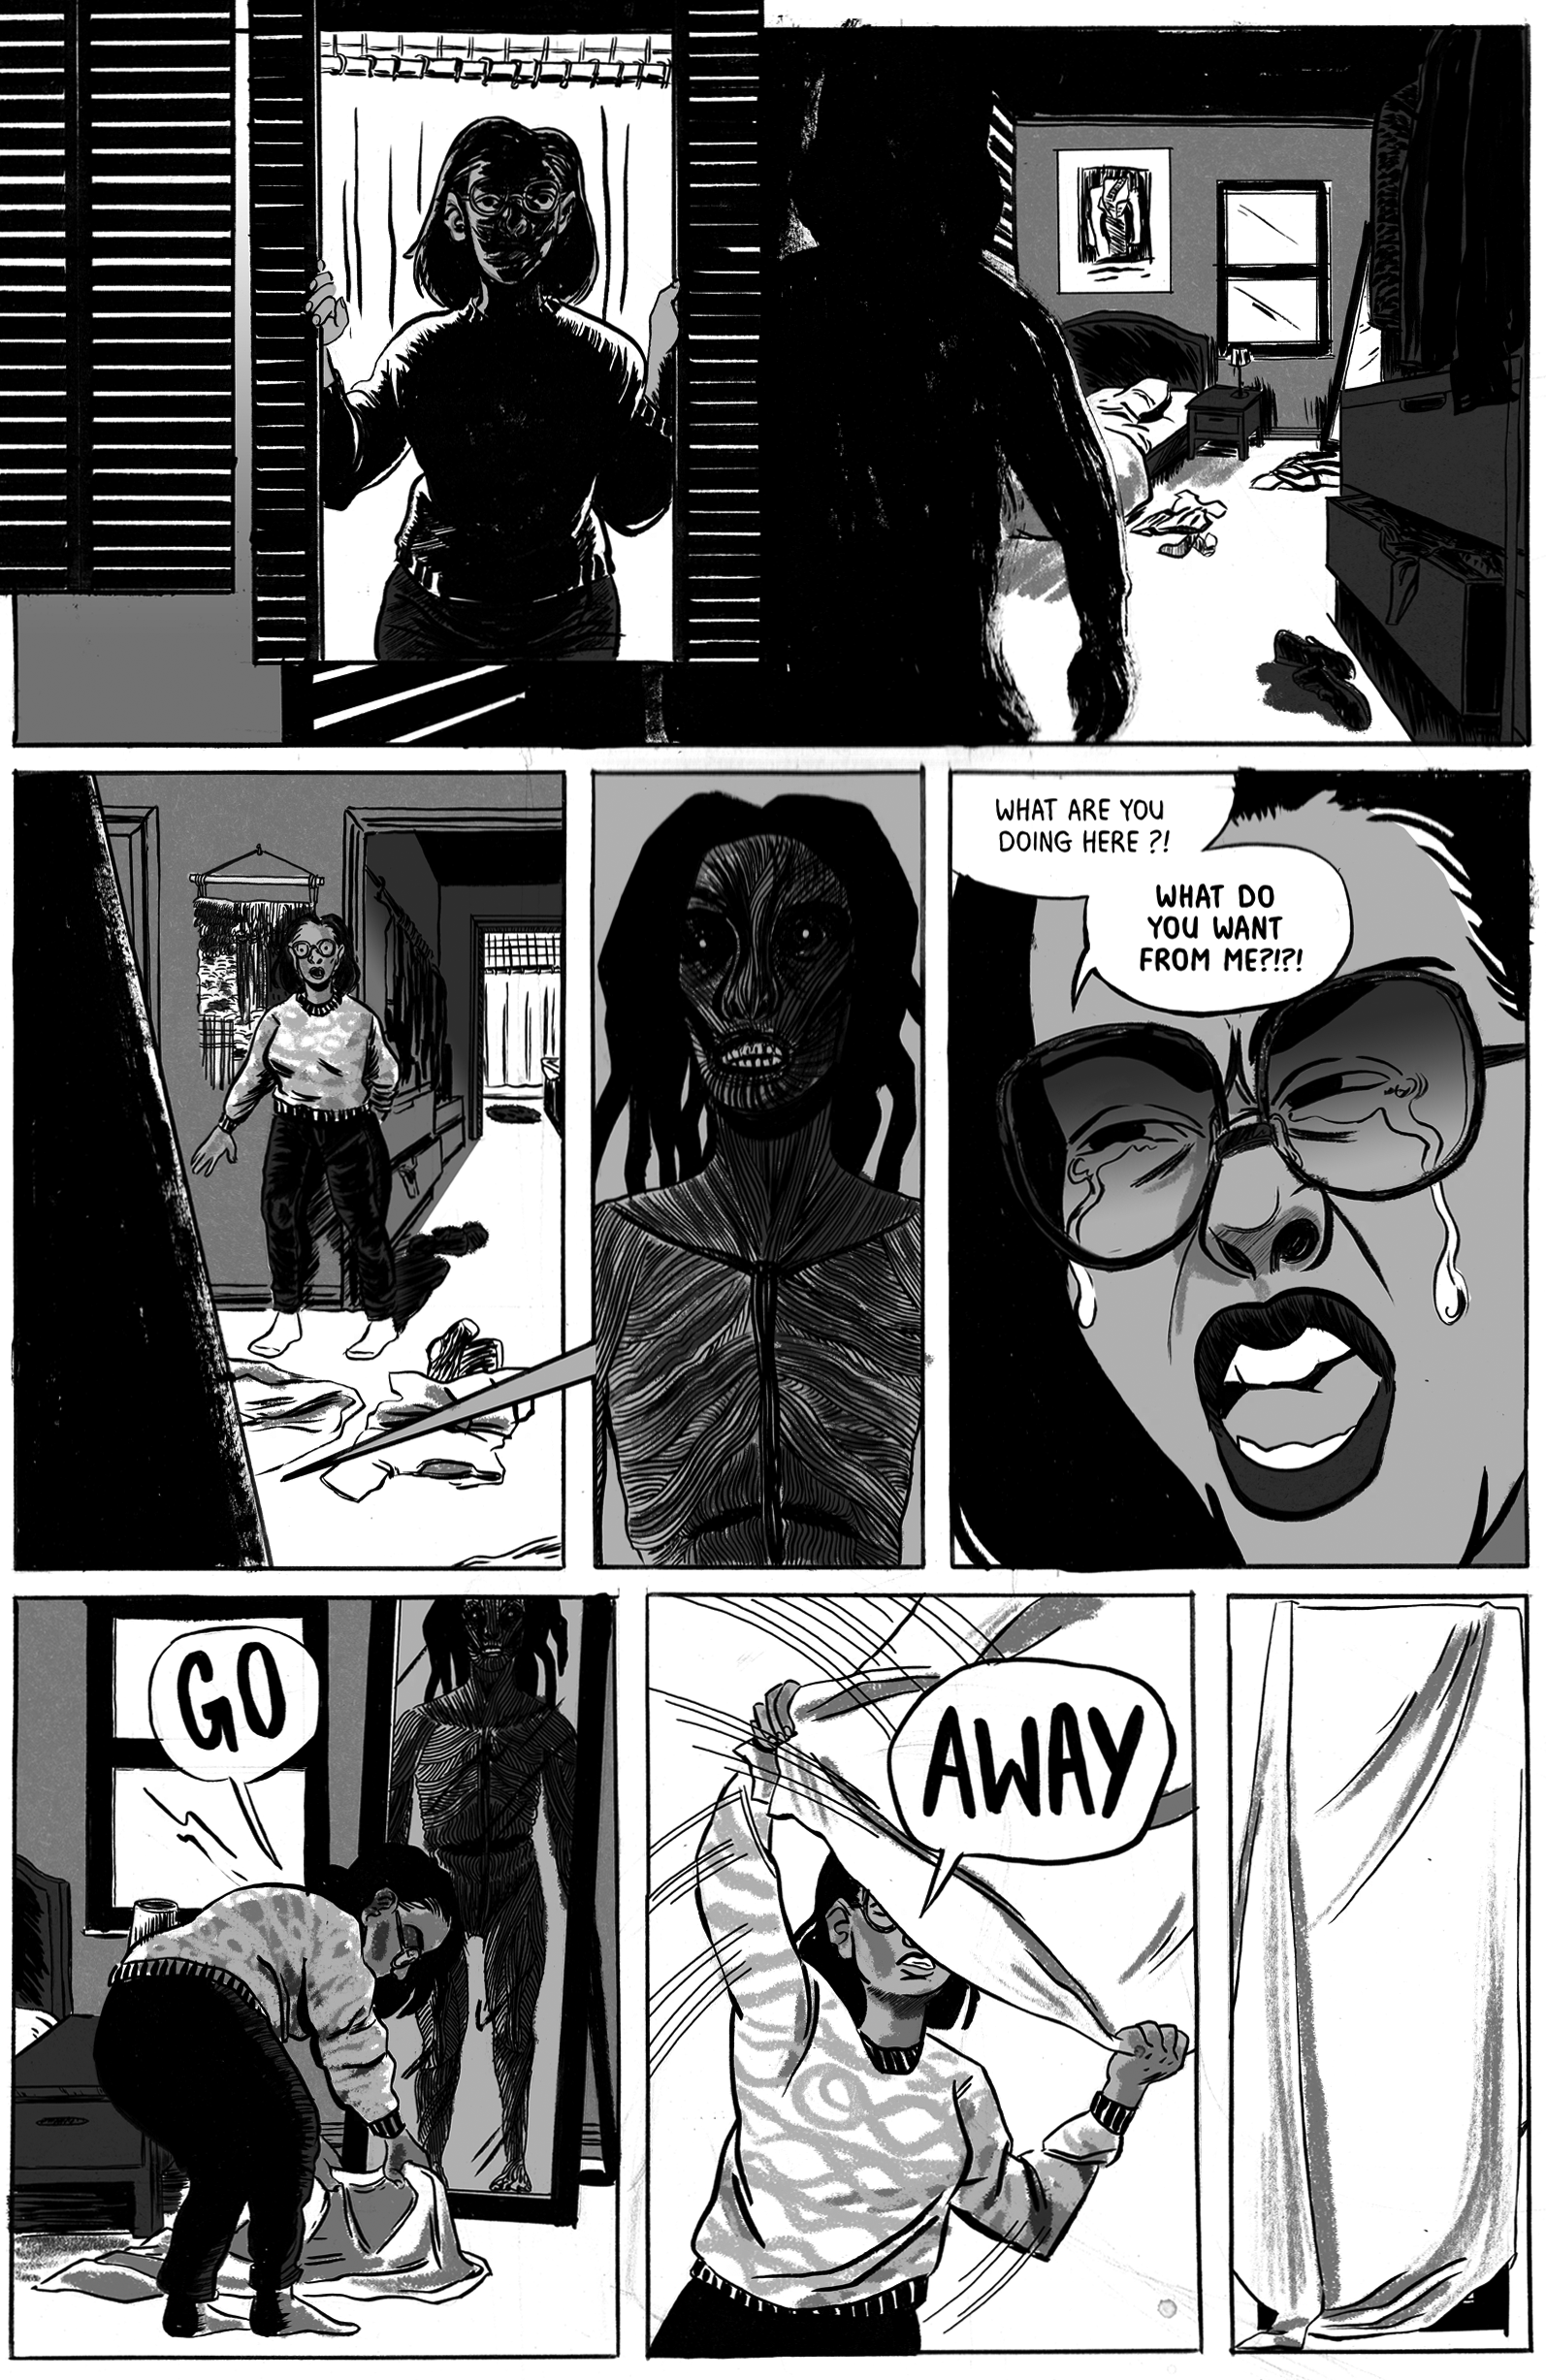 WHAT ARE YOU
DOING HERE ?!
WHAT DO
YOU WANT
FROM ME?!?!
GO
AWAY